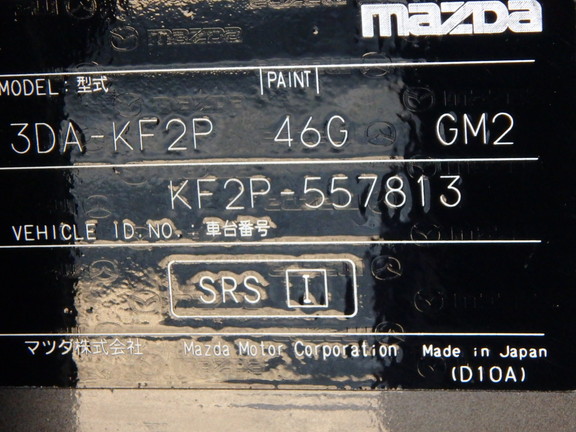 mazda
MODEL : 型式 PAINT
3DA-KF2P 46G GM2
KF2P-557813
VEHICLE ID.NO. : 車台番号
SRS I
マツダ株式会社 Mazda Motor Corporation Made in Japan
(D10A)